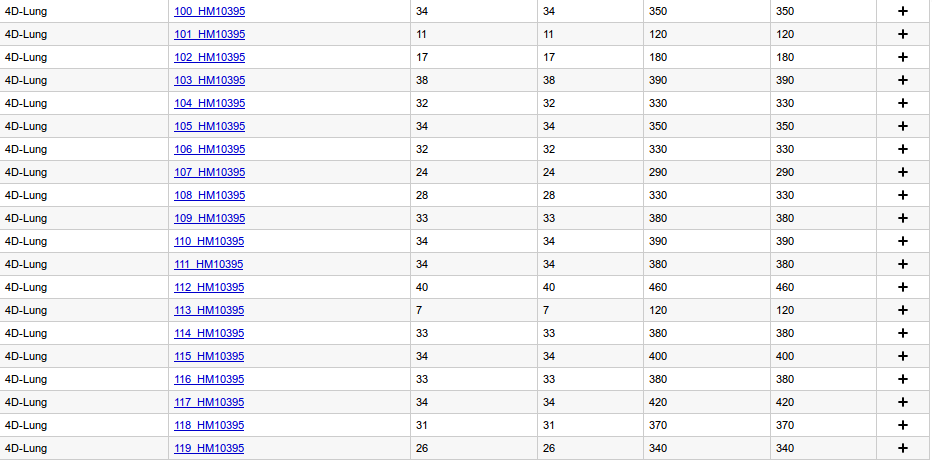 4D-Lung 100_HM10395 34 34 350 350 +
4D-Lung 101_HM10395 11 11 120 120 +
4D-Lung 102_HM10395 17 17 180 180 +
4D-Lung 103_HM10395 38 38 390 390 +
4D-Lung 104_HM10395 32 32 330 330 +
4D-Lung 105_HM10395 34 34 350 350 +
4D-Lung 106_HM10395 32 32 330 330 +
4D-Lung 107_HM10395 24 24 290 290 +
4D-Lung 108_HM10395 28 28 330 330 +
4D-Lung 109_HM10395 33 33 380 380 +
4D-Lung 110_HM10395 34 34 390 390 +
4D-Lung 111_HM10395 34 34 380 380 +
4D-Lung 112_HM10395 40 40 460 460 +
4D-Lung 113_HM10395 7 7 120 120 +
4D-Lung 114_HM10395 33 33 380 380 +
4D-Lung 115_HM10395 34 34 400 400 +
4D-Lung 116_HM10395 33 33 380 380 +
4D-Lung 117_HM10395 34 34 420 420 +
4D-Lung 118_HM10395 31 31 370 370 +
4D-Lung 119_HM10395 26 26 340 340 +